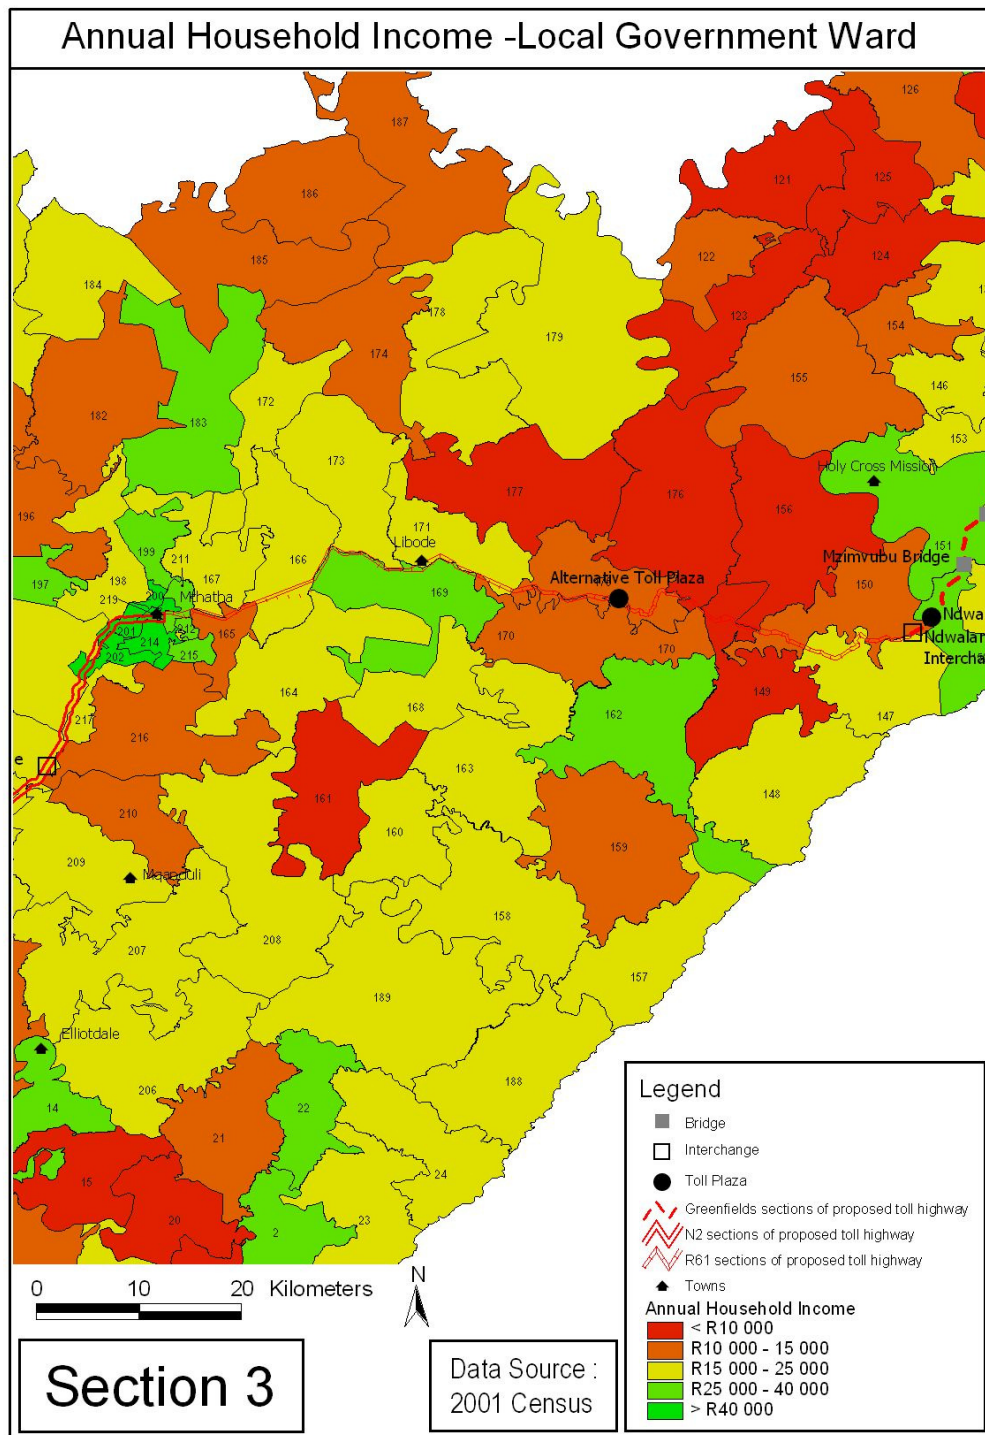 Annual Household Income -Local Government Ward
126
187
121
125
186
122
124
185
184
123
178
179
154
174
155
146
172
182
183
153
173
Holy Cross Mission
177
176
156
196
171
199
211
Libode
151
166
Mzimvubu Bridge
197
198
167
Alternative Toll Plaza
150
200
Mthatha
169
219
201
212
165
214
170
170
202
215
Intercha
149
164
162
217
168
147
216
e
163
161
148
210
160
159
209
Mqanduli
158
207
208
157
189
Elliotdale
188
206
14
22
21
24
15
20
23
2
Legend
Bridge
Interchange
Toll Plaza
Greenfields sections of proposed toll highway
N2 sections of proposed toll highway
R61 sections of proposed toll highway
Towns
Annual Household Income
< R10 000
R10 000 - 15 000
R15 000 - 25 000
R25 000 - 40 000
> R40 000
0 10 20 Kilometers
N
Section 3
Data Source :
2001 Census